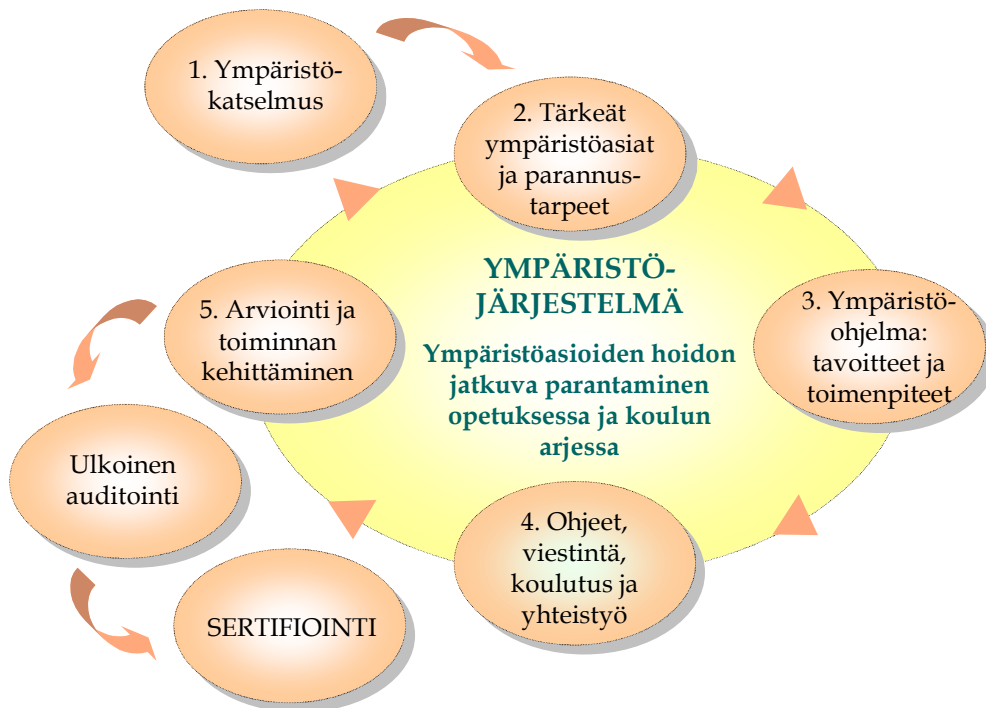 1. Ympäristö-
katselmus
2. Tärkeät
ympäristöasiat
ja parannus-
tarpeet
YMPÄRISTÖ-
JÄRJESTELMÄ
Ympäristöasioiden hoidon
jatkuva parantaminen
opetuksessa ja koulun
arjessa
3. Ympäristö-
ohjelma:
tavoitteet ja
toimenpiteet
4. Ohjeet,
viestintä,
koulutus ja
yhteistyö
5. Arviointi ja
toiminnan
kehittäminen
Ulkoinen
auditointi
SERTIFIOINTI